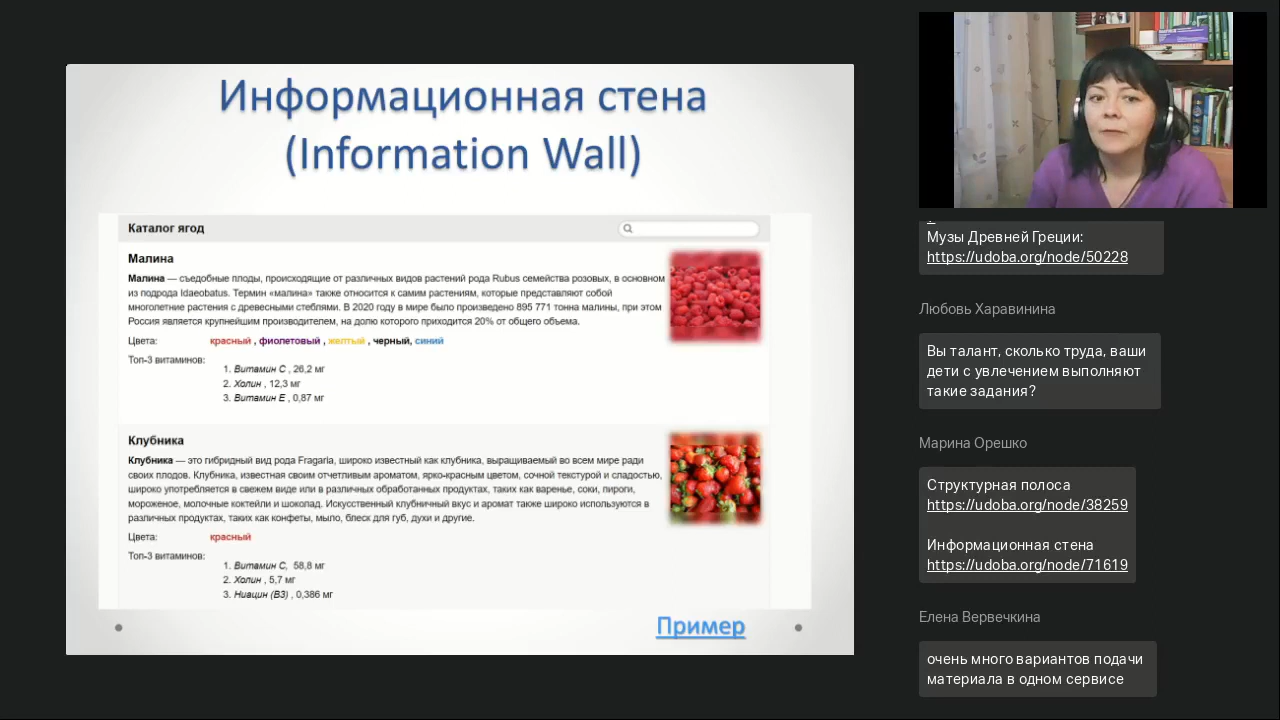 Информационная стена
(Information Wall)
Каталог ягод
Малина
Малина — съедобные плоды, происходящие от различных видов растений рода Rubus семейства розовых, в основном
из подрода Idaeobatus. Термин «малина» также относится к самим растениям, которые представляют собой
многолетние растения с древесными стеблями. В 2020 году в мире было произведено 895 771 тонна малины, при этом
Россия является крупнейшим производителем, на долю которого приходится 20% от общего объема.
Цвета: красный , фиолетовый , желтый , черный, синий
Топ-3 витаминов:
1. Витамин C , 26,2 мг
2. Холин , 12,3 мг
3. Витамин E , 0,87 мг
Клубника
Клубника — это гибридный вид рода Fragaria, широко известный как клубника, выращиваемый во всем мире ради
своих плодов. Клубника, известная своим отчетливым ароматом, ярко-красным цветом, сочной текстурой и сладостью,
широко употребляется в свежем виде или в различных обработанных продуктах, таких как варенье, соки, пироги,
мороженое, молочные коктейли и шоколад. Искусственный клубничный вкус и аромат также широко используются в
различных продуктах, таких как конфеты, мыло, блеск для губ, духи и другие.
Цвета: красный
Топ-3 витаминов:
1. Витамин C, 58,8 мг
2. Холин , 5,7 мг
3. Ниацин (B3) , 0,386 мг
Пример
Музы Древней Греции:
https://udoba.org/node/50228
Любовь Харавинина
Вы талант, сколько труда, ваши
дети с увлечением выполняют
такие задания?
Марина Орешко
Структурная полоса
https://udoba.org/node/38259
Информационная стена
https://udoba.org/node/71619
Елена Вервечкина
очень много вариантов подачи
материала в одном сервисе